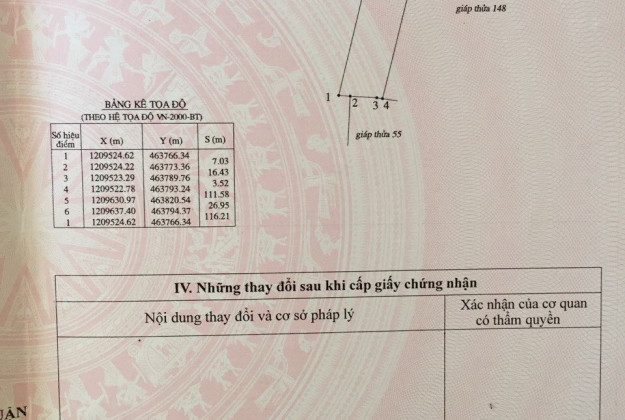 giáp thửa 148
1
2
3 4
giáp thửa 55
BẢNG KÊ TOẠ ĐỘ
(THEO HỆ TỌA ĐỘ VN-2000-BT)
Số hiệu điểm X (m) Y (m) S (m)
1 1209524.62 463766.34
7.03
2 1209524.22 463773.36
16.43
3 1209523.29 463789.76
3.52
4 1209522.78 463793.24
111.58
5 1209630.97 463820.54
26.95
6 1209637.40 463794.37
116.21
1 1209524.62 463766.34
IV. Những thay đổi sau khi cấp giấy chứng nhận
Nội dung thay đổi và cơ sở pháp lý
Xác nhận của cơ quan
có thẩm quyền